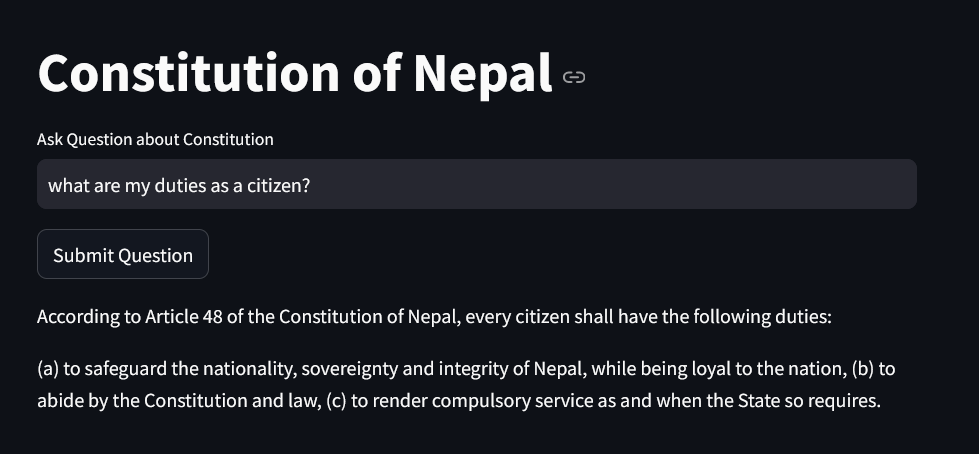 Constitution of Nepal
Ask Question about Constitution
what are my duties as a citizen?
Submit Question
According to Article 48 of the Constitution of Nepal, every citizen shall have the following duties:
(a) to safeguard the nationality, sovereignty and integrity of Nepal, while being loyal to the nation, (b) to
abide by the Constitution and law, (c) to render compulsory service as and when the State so requires.